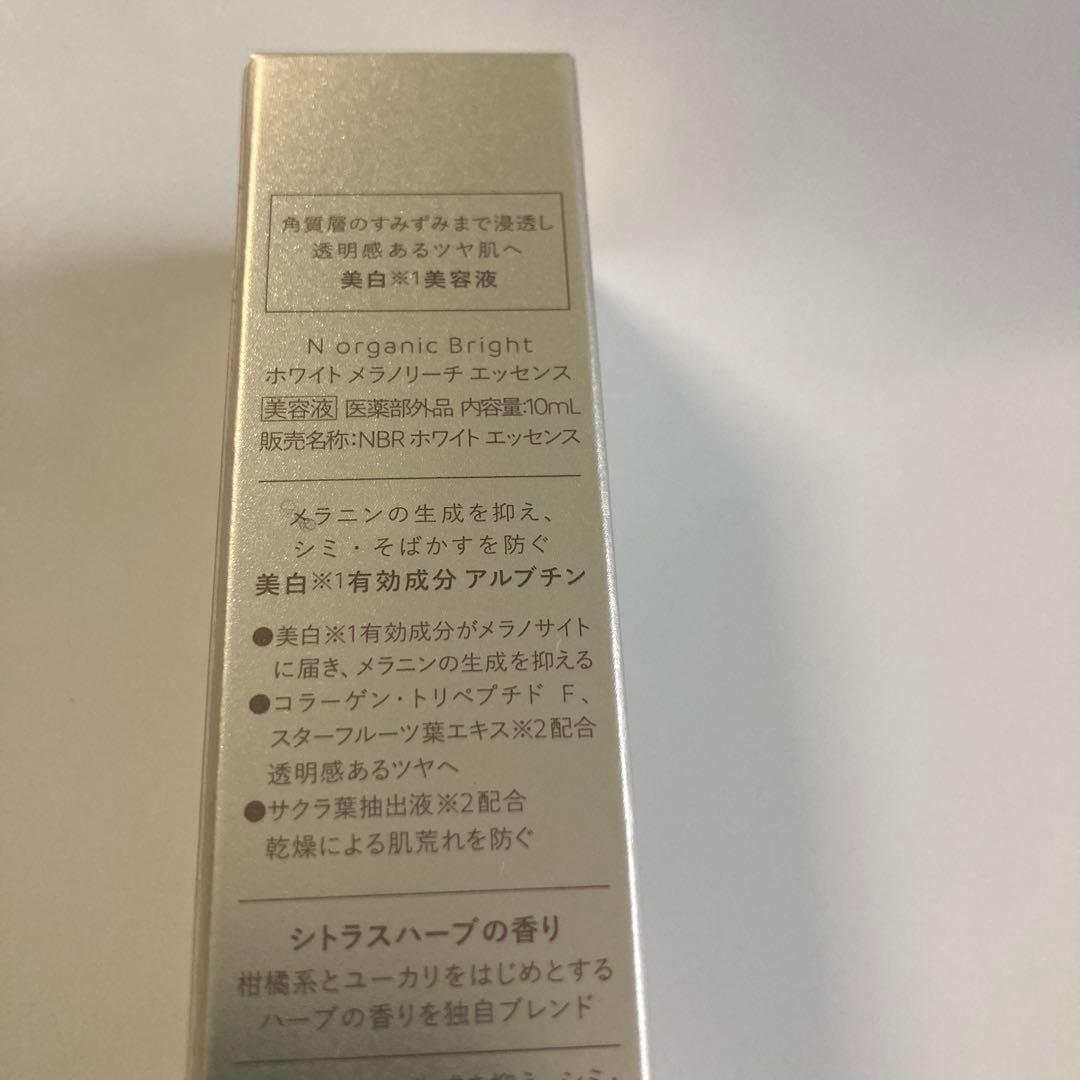 角質層のすみずみまで浸透し
透明感あるツヤ肌へ
美白※1美容液
N organic Bright
ホワイト メラノリーチ エッセンス
美容液 医薬部外品 内容量:10mL
販売名称:NBR ホワイト エッセンス
メラニンの生成を抑え、
シミ・そばかすを防ぐ
美白※1有効成分 アルブチン
●美白※1有効成分がメラノサイト
に届き、メラニンの生成を抑える
●コラーゲン・トリペプチド F、
スターフルーツ葉エキス※2配合
透明感あるツヤへ
●サクラ葉抽出液※2配合
乾燥による肌荒れを防ぐ
シトラスハーブの香り
柑橘系とユーカリをはじめとする
ハーブの香りを独自ブレンド